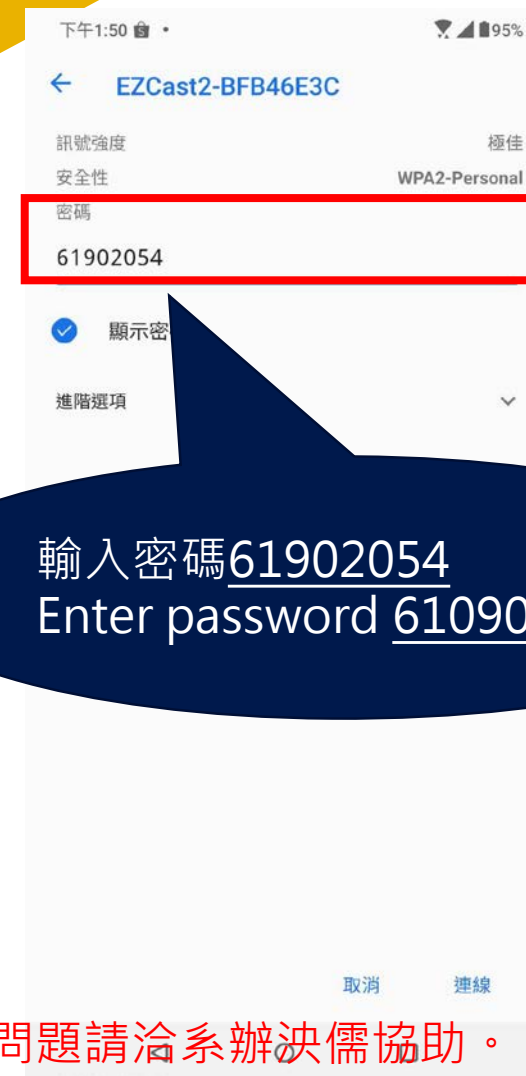 下午1:50
95%
EZCast2-BFB46E3C
訊號強度 極佳
安全性 WPA2-Personal
密碼
61902054
顯示密
進階選項
輸入密碼61902054
Enter password 61090
取消 連線
問題請洽系辦泱儒協助。